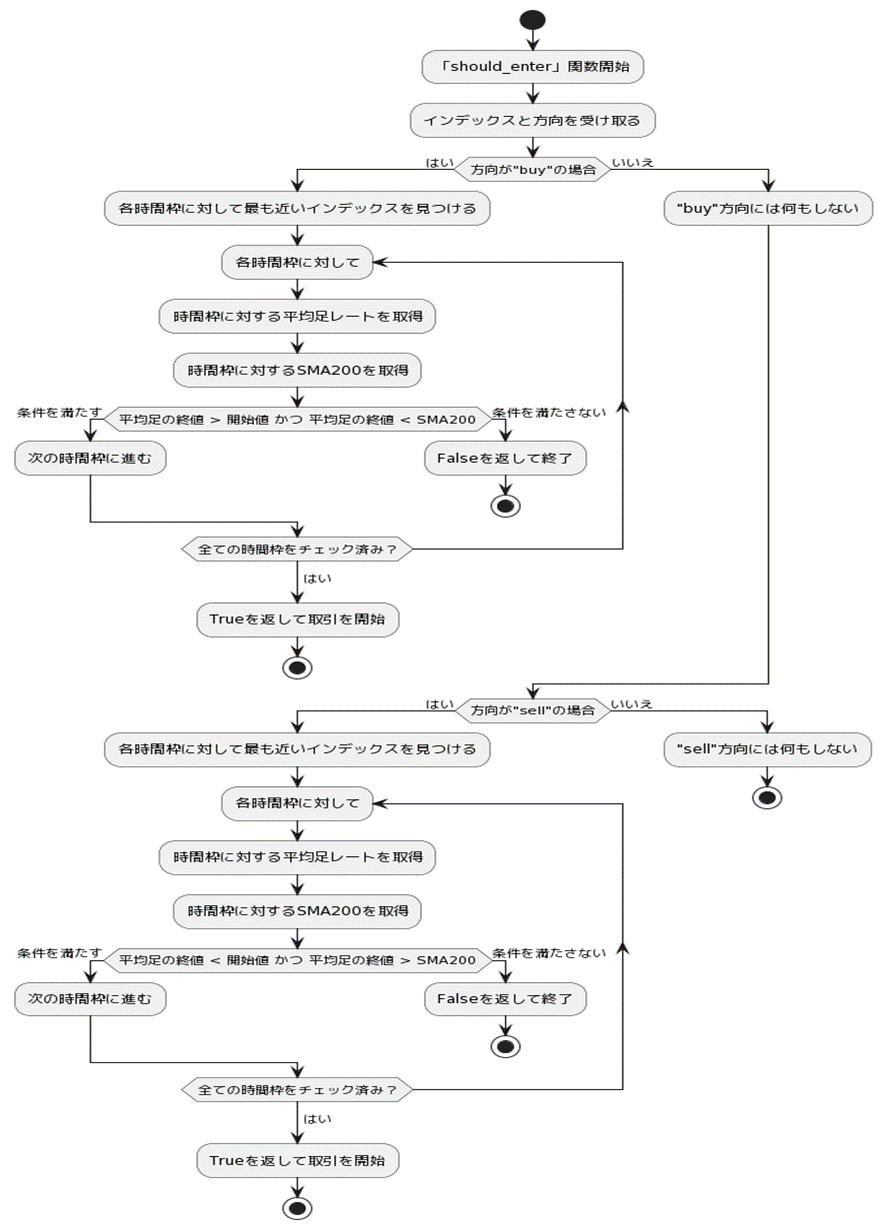 「should_enter」関数開始
インデックスと方向を受け取る
はい
方向が"buy"の場合
いいえ
各時間枠に対して最も近いインデックスを見つける
"buy"方向には何もしない
各時間枠に対して
時間枠に対する平均足レートを取得
時間枠に対するSMA200を取得
条件を満たす
平均足の終値 > 開始値 かつ 平均足の終値 < SMA200
条件を満たさない
次の時間枠に進む
Falseを返して終了
全ての時間枠をチェック済み?
はい
Trueを返して取引を開始
はい
方向が"sell"の場合
いいえ
各時間枠に対して最も近いインデックスを見つける
"sell"方向には何もしない
各時間枠に対して
時間枠に対する平均足レートを取得
時間枠に対するSMA200を取得
条件を満たす
平均足の終値 < 開始値 かつ 平均足の終値 > SMA200
条件を満たさない
次の時間枠に進む
Falseを返して終了
全ての時間枠をチェック済み?
はい
Trueを返して取引を開始